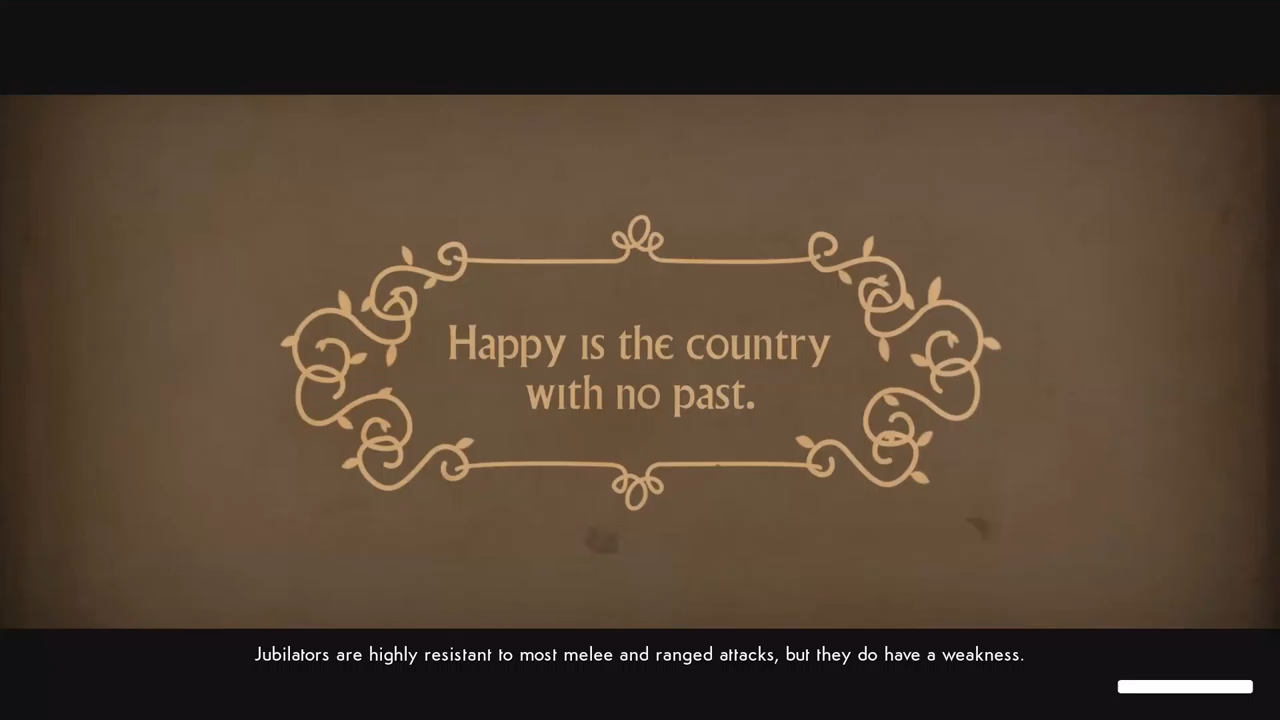 Happy is the country
with no past.
Jubilators are highly resistant to most melee and ranged attacks, but they do have a weakness.